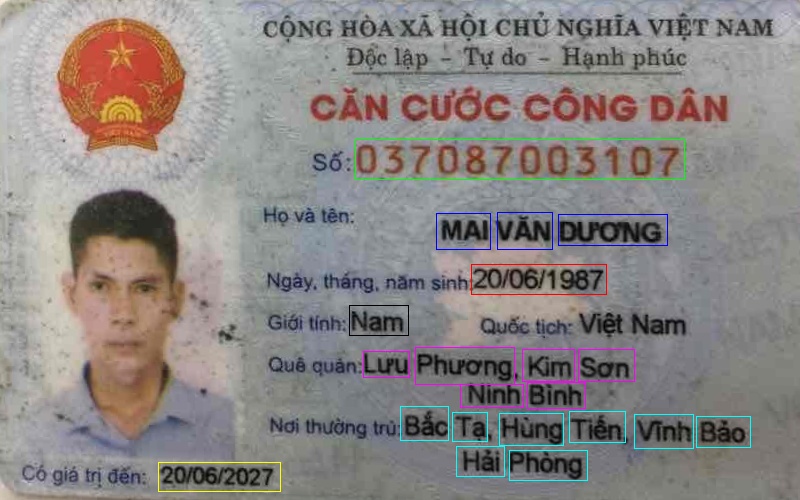 CỘNG HÒA XÃ HỘI CHỦ NGHĨA VIỆT NAM
Độc lập - Tự do - Hạnh phúc
CĂN CƯỚC CÔNG DÂN
Số: 037087003107
Họ và tên: MAI VĂN DƯƠNG
Ngày, tháng, năm sinh: 20/06/1987
Giới tính: Nam Quốc tịch: Việt Nam
Quê quán: Lưu Phương, Kim Sơn
Ninh Bình
Nơi thường trú: Bắc Tạ, Hùng Tiến, Vĩnh Bảo
Hải Phòng
Có giá trị đến: 20/06/2027